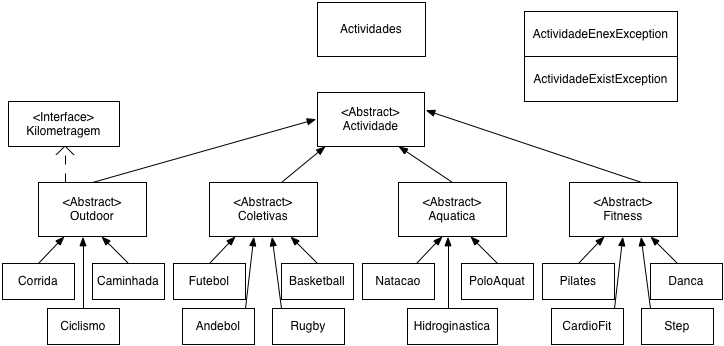 Actividades
ActividadeEnexException
ActividadeExistException
<Interface>
Kilometragem
<Abstract>
Actividade
<Abstract>
Outdoor
<Abstract>
Coletivas
<Abstract>
Aquatica
<Abstract>
Fitness
Corrida
Caminhada
Futebol
Basketball
Natacao
PoloAquat
Pilates
Danca
Ciclismo
Andebol
Rugby
Hidroginastica
CardioFit
Step